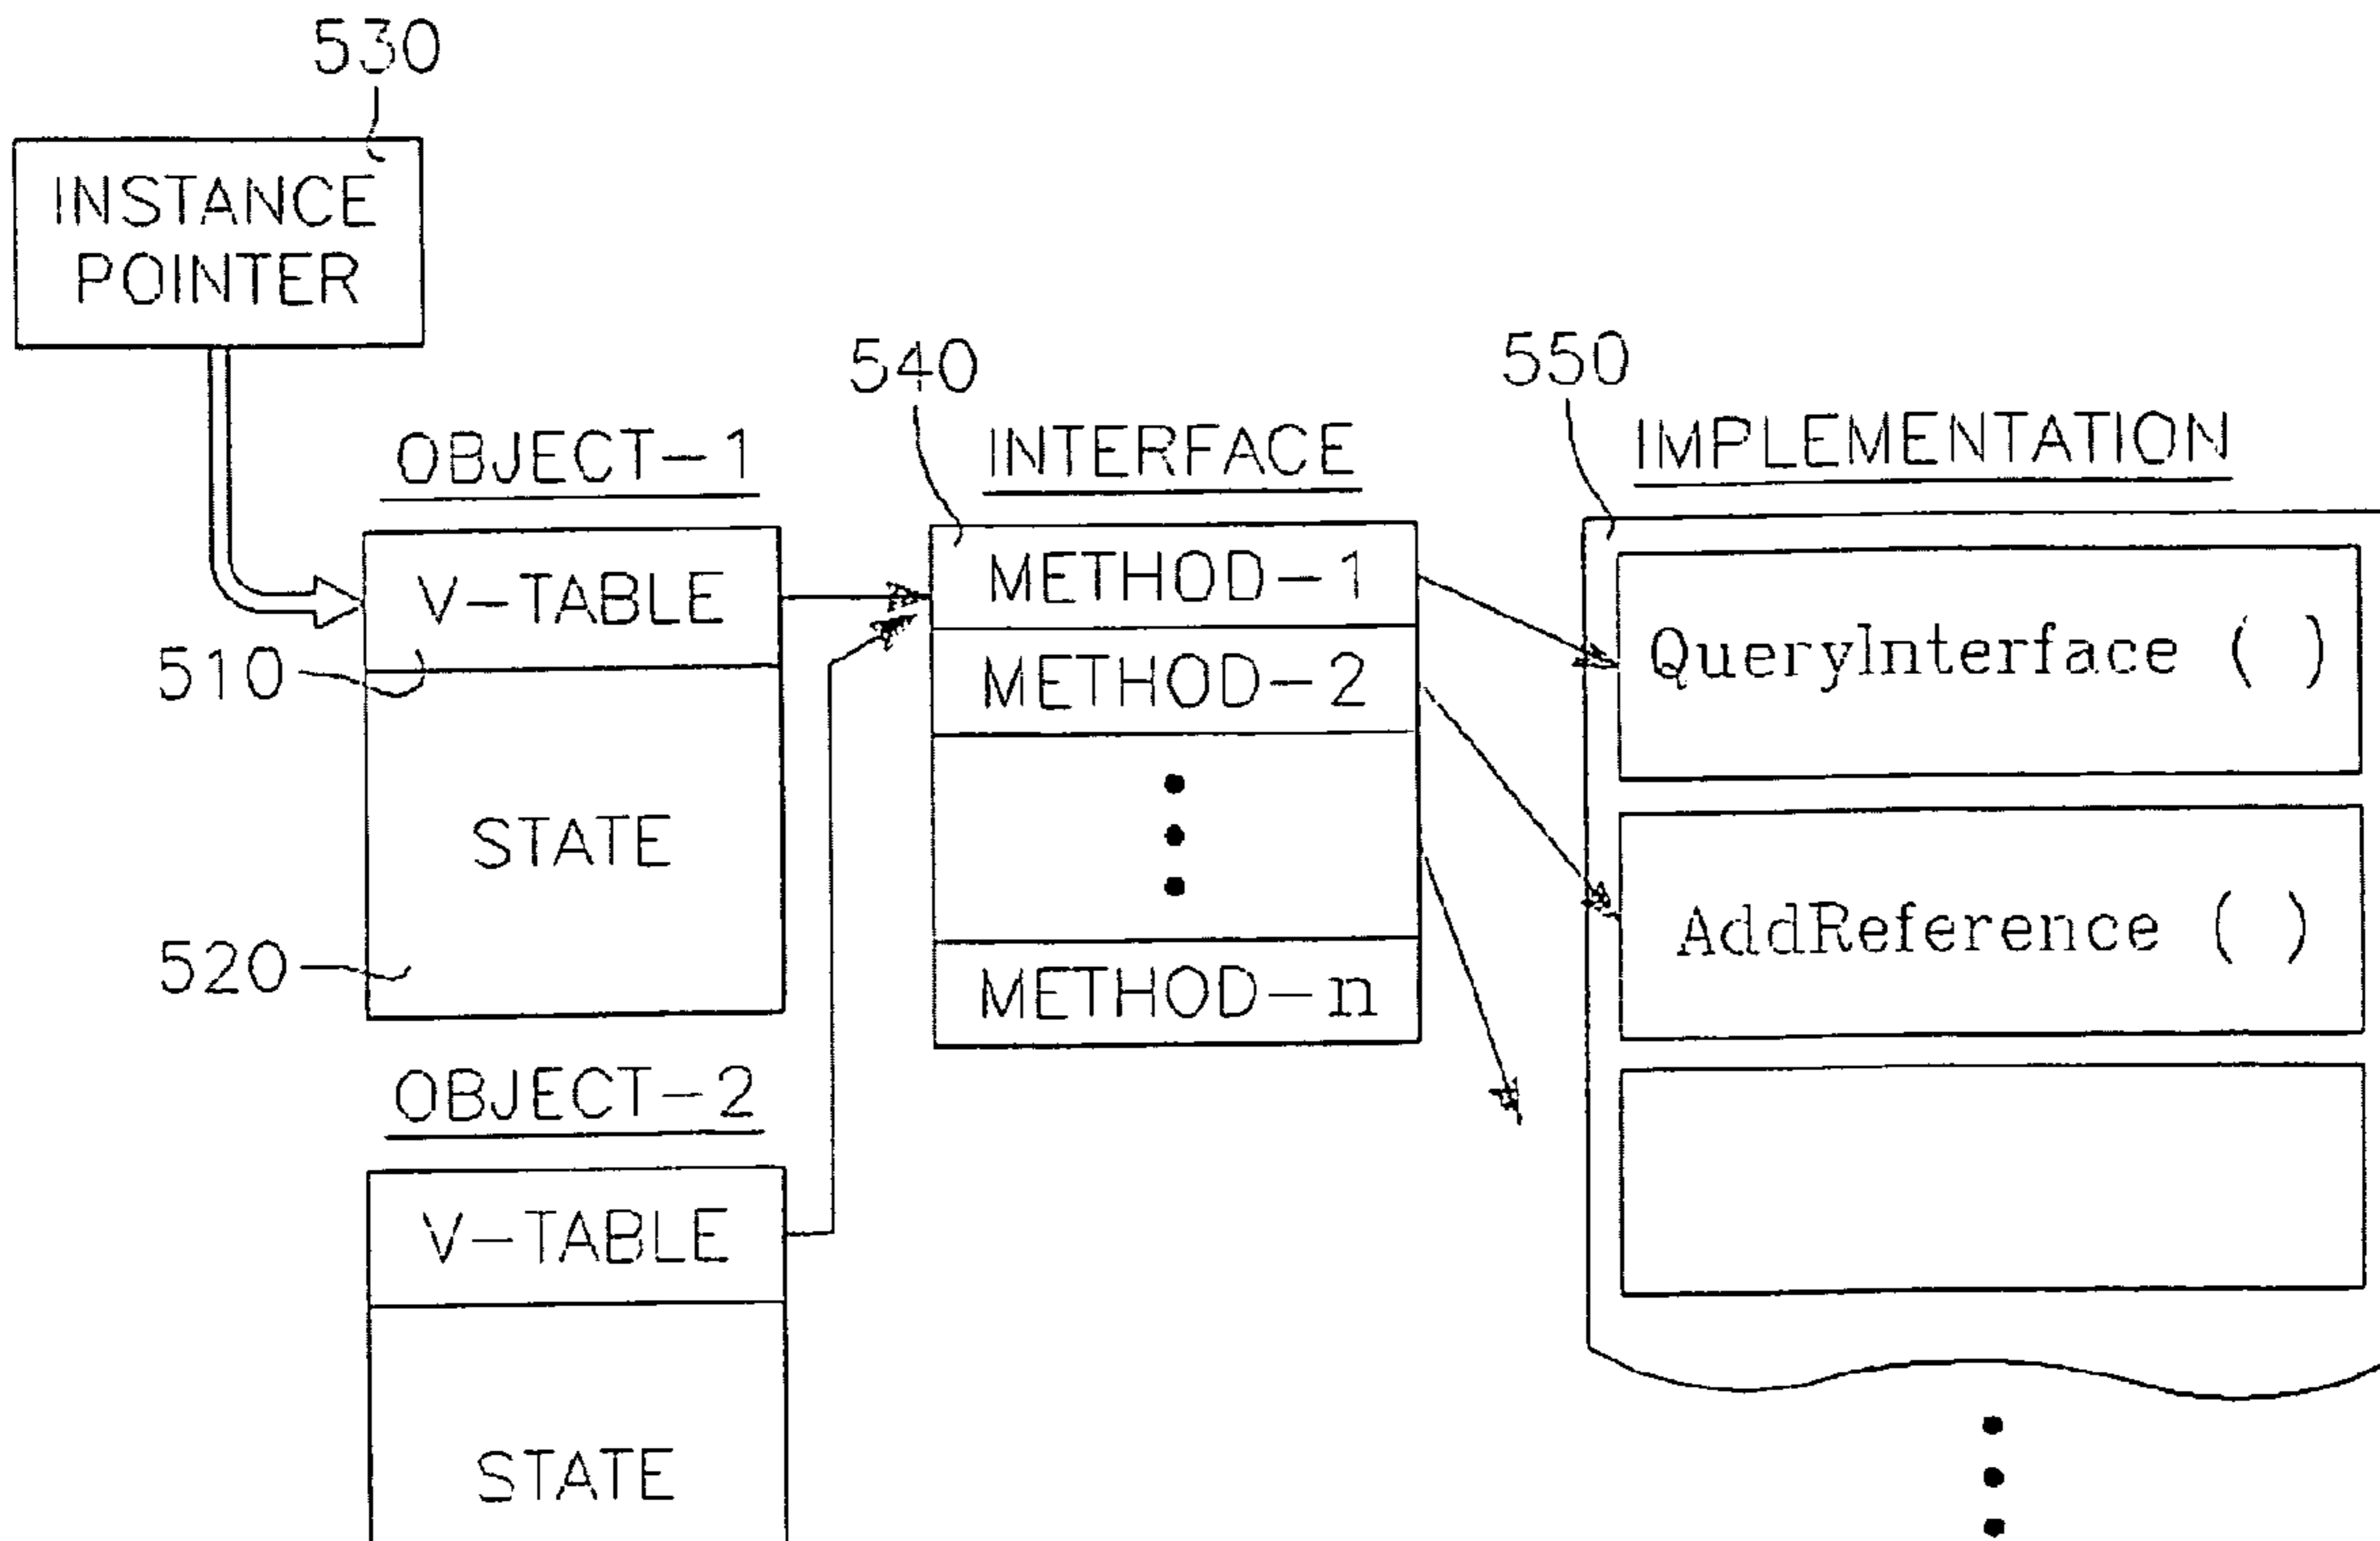 530
INSTANCE
POINTER
540
550
OBJECT-1
INTERFACE
IMPLEMENTATION
V-TABLE
METHOD-1
QueryInterface ( )
510
METHOD-2
STATE
520
AddReference ( )
METHOD-n
OBJECT-2
V-TABLE
STATE